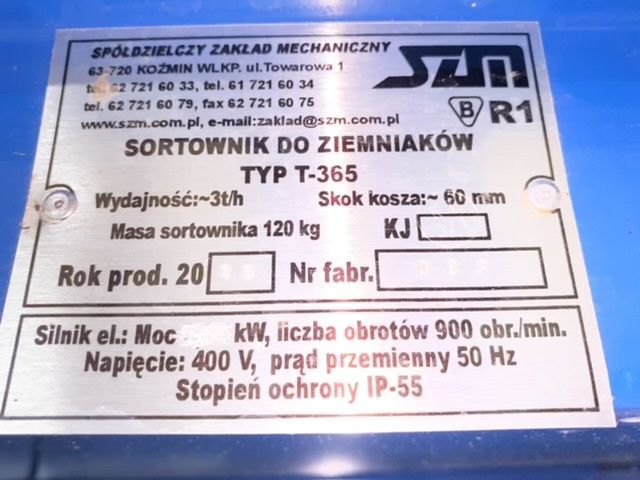 SPÓŁDZIELCZY ZAKŁAD MECHANICZNY
SZM
63-720 KOŹMIN WLKP. ul.Towarowa 1
tel. 62 721 60 33, tel. 61 721 60 34
tel. 62 721 60 79, fax 62 721 60 75
B R1
www.szm.com.pl, e-mail:zaklad@szm.com.pl
SORTOWNIK DO ZIEMNIAKÓW
TYP T-365
Wydajność:~3t/h Skok kosza:~ 60 mm
Masa sortownika 120 kg KJ
Rok prod. 20 Nr fabr.
Silnik el.: Moc kW, liczba obrotów 900 obr./min.
Napięcie: 400 V, prąd przemienny 50 Hz
Stopień ochrony IP-55